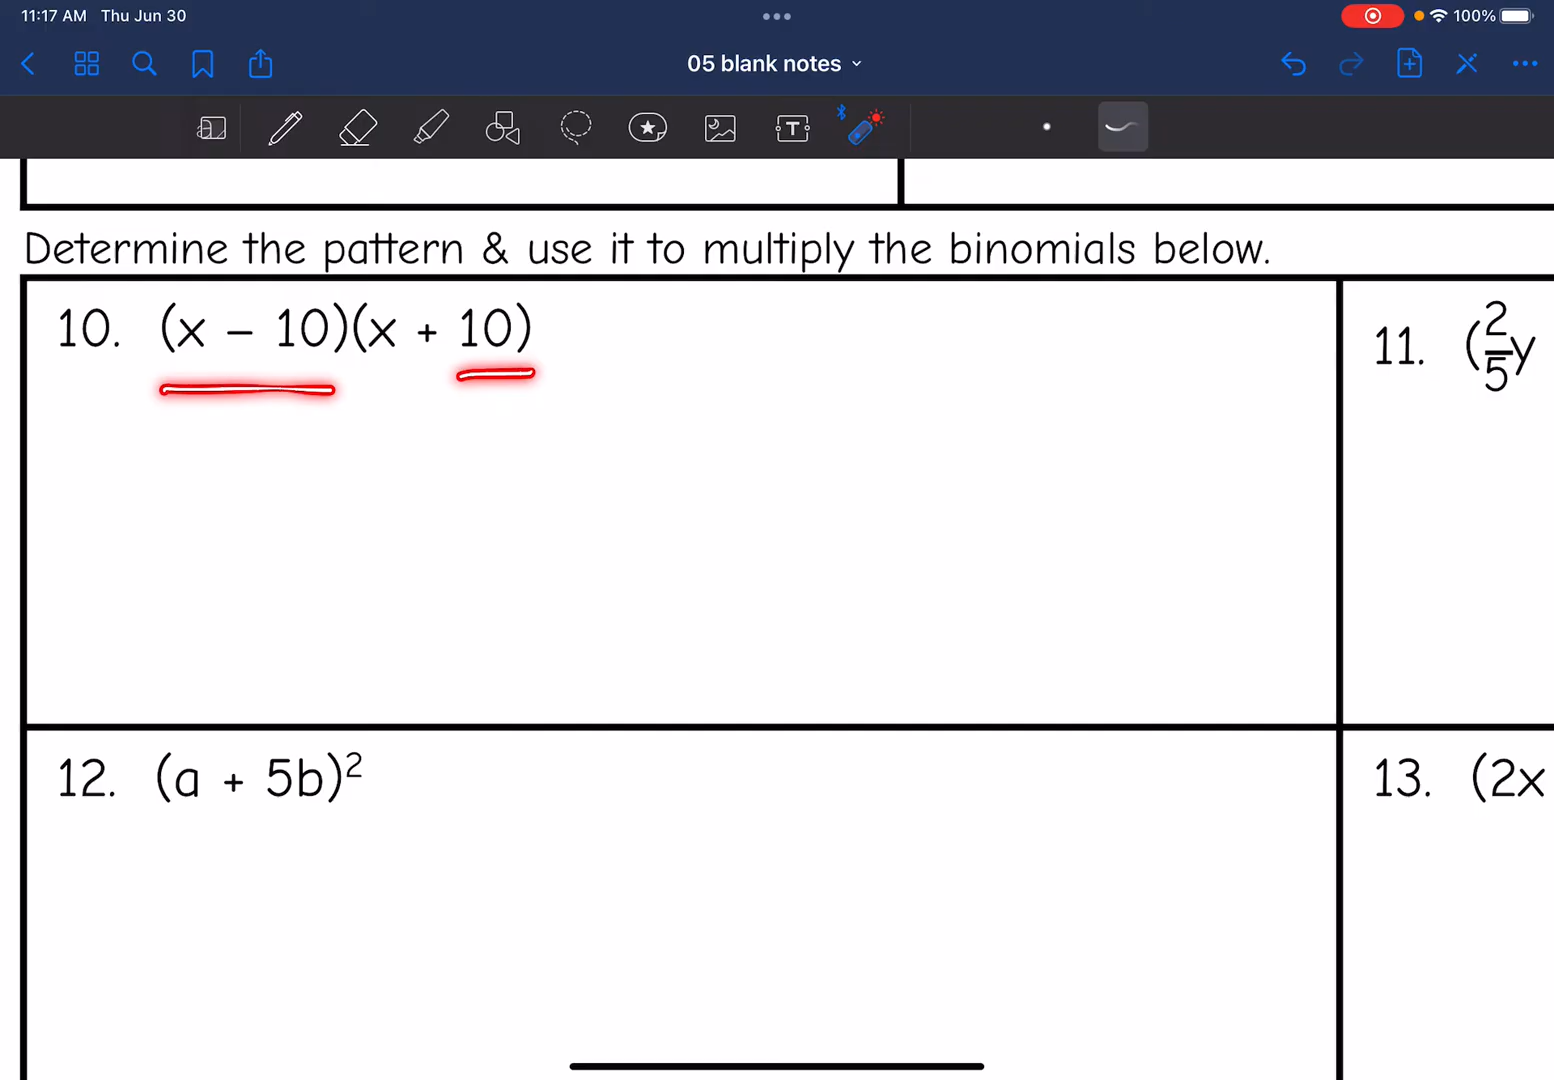 11:17 AM Thu Jun 30
100%
05 blank notes
Determine the pattern & use it to multiply the binomials below.
10. (x – 10)(x + 10)
11. (2/5y
12. (a + 5b)²
13. (2x